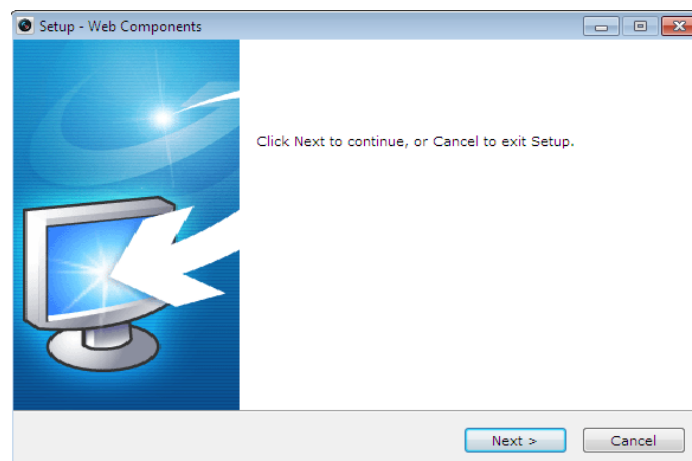 Setup - Web Components
Click Next to continue, or Cancel to exit Setup.
Next >
Cancel